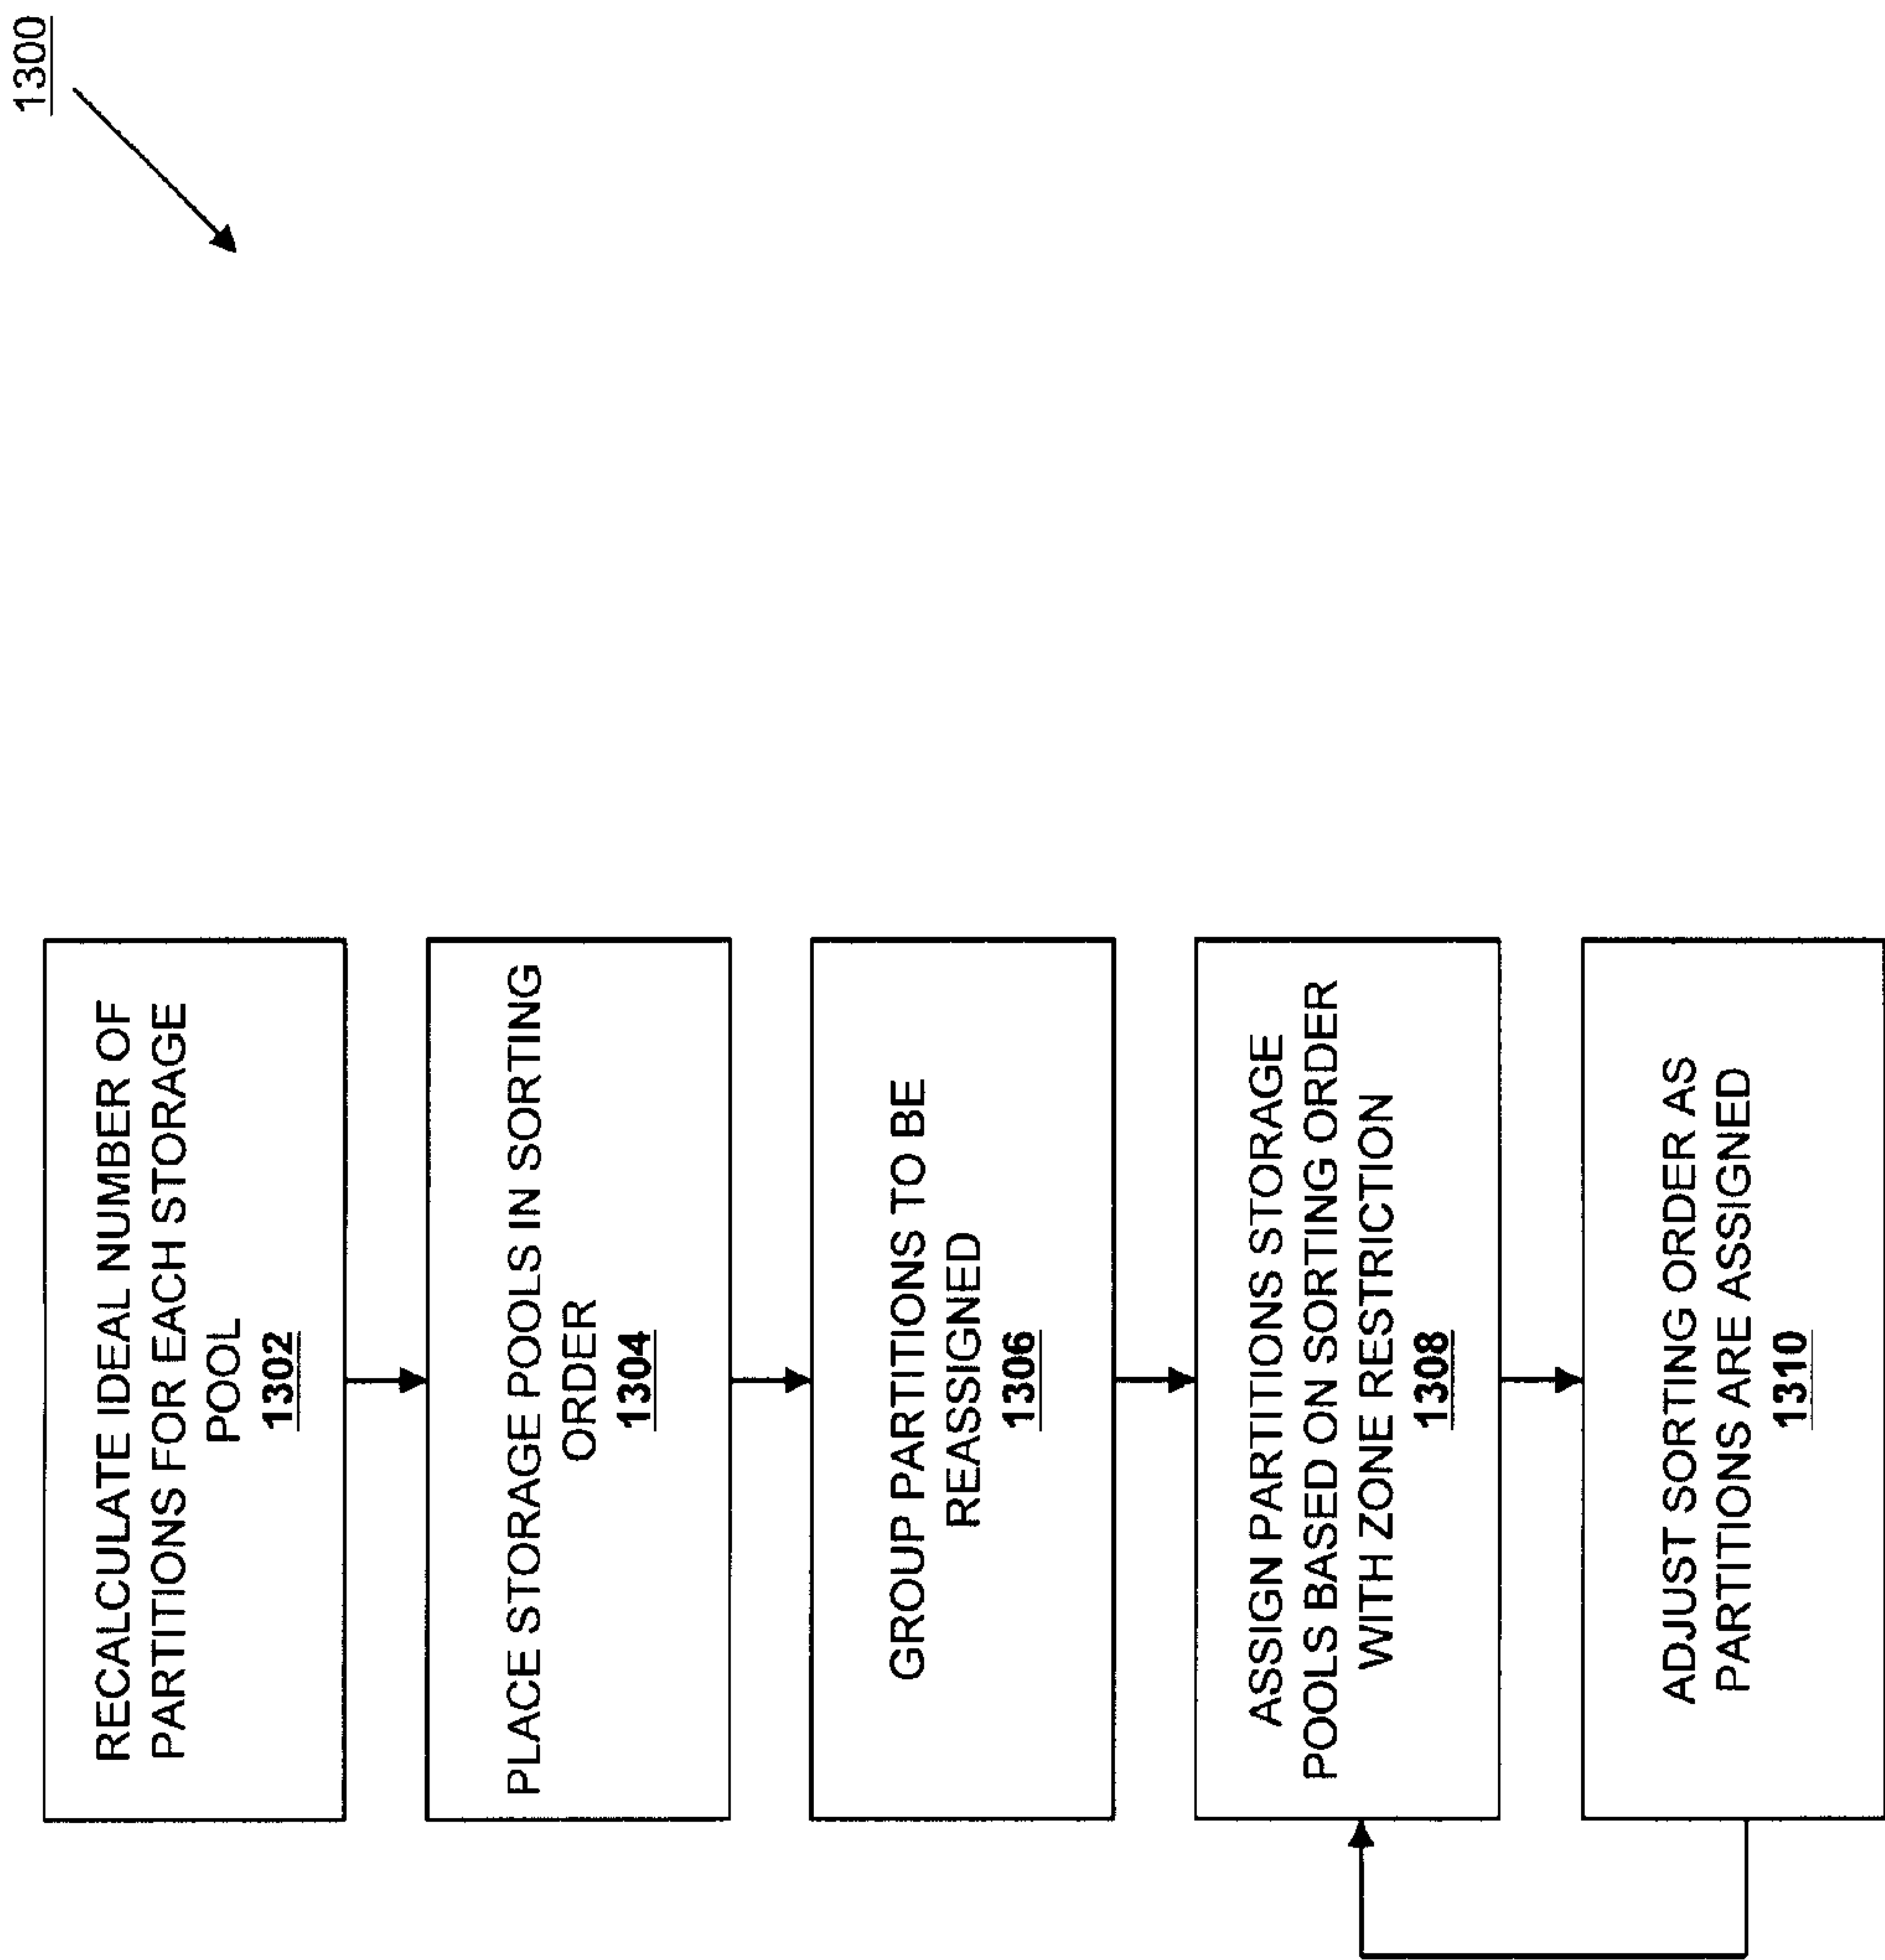 1300
RECALCULATE IDEAL NUMBER OF
PARTITIONS FOR EACH STORAGE
POOL
1302
PLACE STORAGE POOLS IN SORTING
ORDER
1304
GROUP PARTITIONS TO BE
REASSIGNED
1306
ASSIGN PARTITIONS STORAGE
POOLS BASED ON SORTING ORDER
WITH ZONE RESTRICTION
1308
ADJUST SORTING ORDER AS
PARTITIONS ARE ASSIGNED
1310